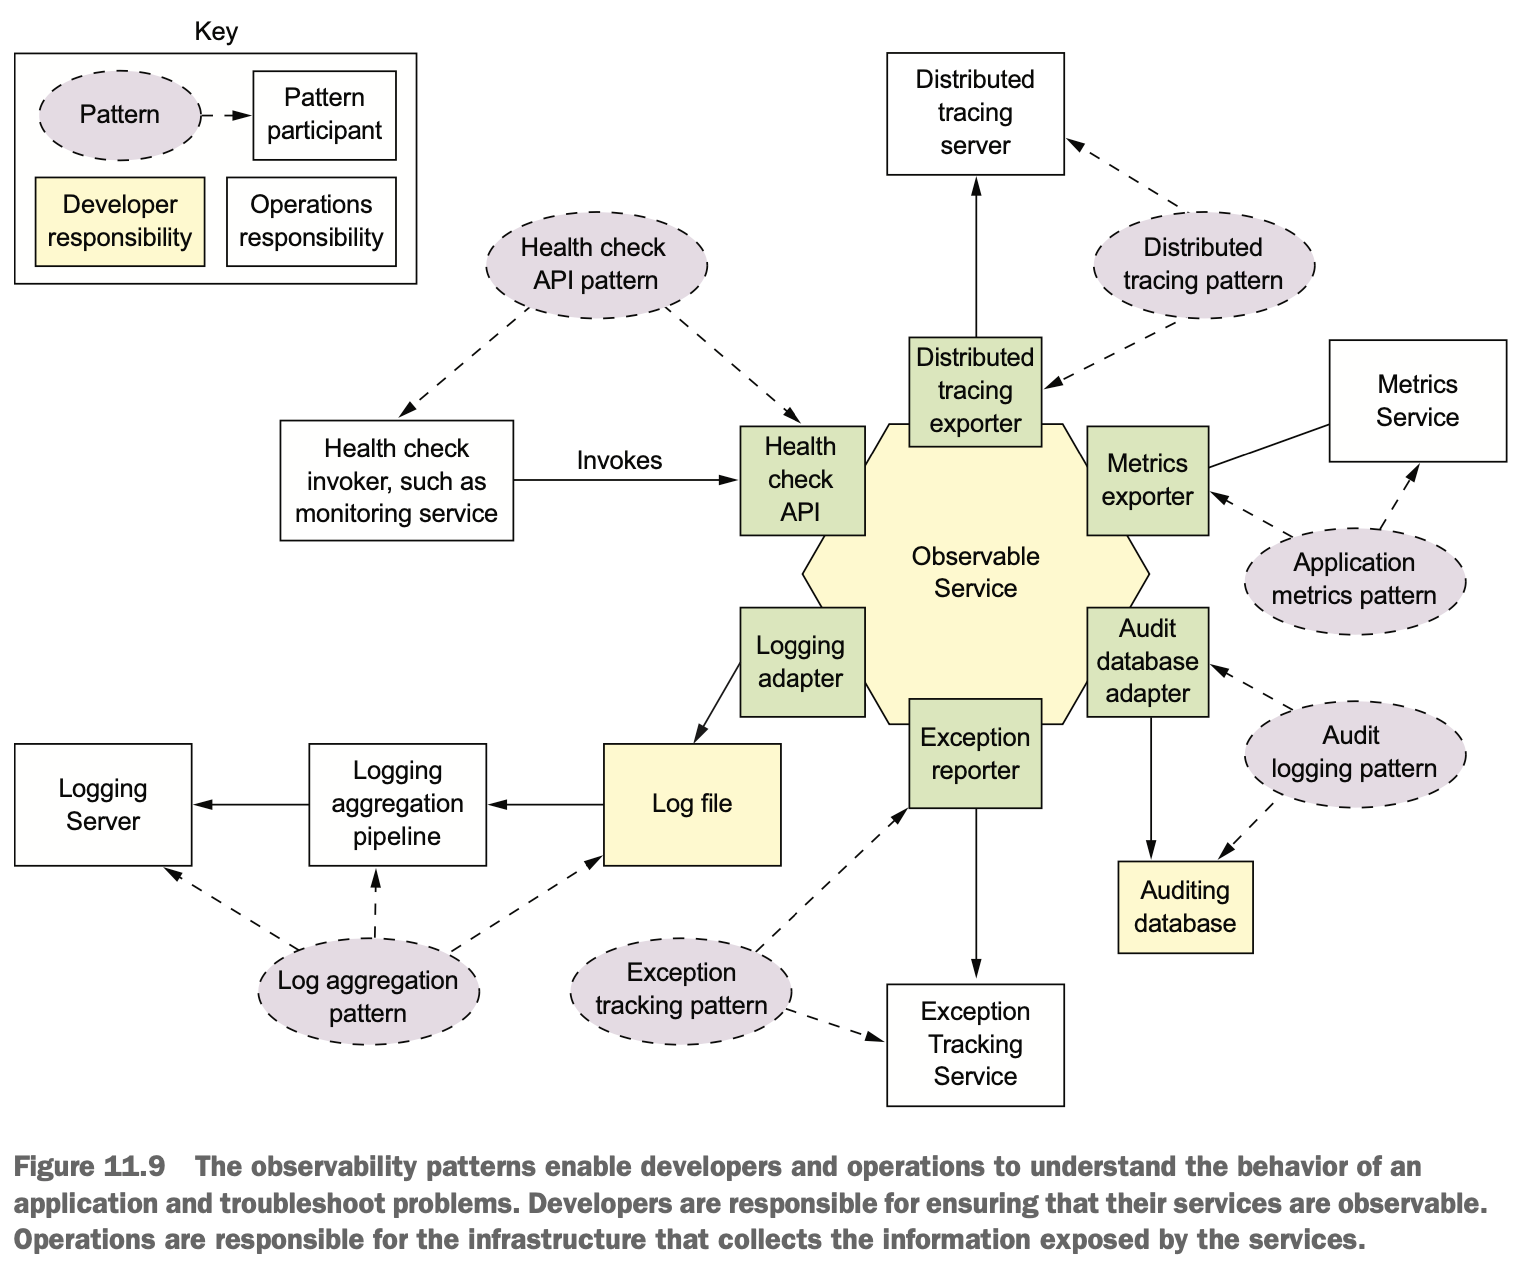 Key
Pattern
Pattern
participant
Developer
responsibility
Operations
responsibility
Distributed
tracing
server
Health check
API pattern
Distributed
tracing pattern
Distributed
tracing
exporter
Metrics
Service
Health check
invoker, such as
monitoring service
Invokes
Health
check
API
Metrics
exporter
Observable
Service
Application
metrics pattern
Logging
adapter
Audit
database
adapter
Exception
reporter
Audit
logging pattern
Logging
Server
Logging
aggregation
pipeline
Log file
Auditing
database
Log aggregation
pattern
Exception
tracking pattern
Exception
Tracking
Service
Figure 11.9 The observability patterns enable developers and operations to understand the behavior of an
application and troubleshoot problems. Developers are responsible for ensuring that their services are observable.
Operations are responsible for the infrastructure that collects the information exposed by the services.